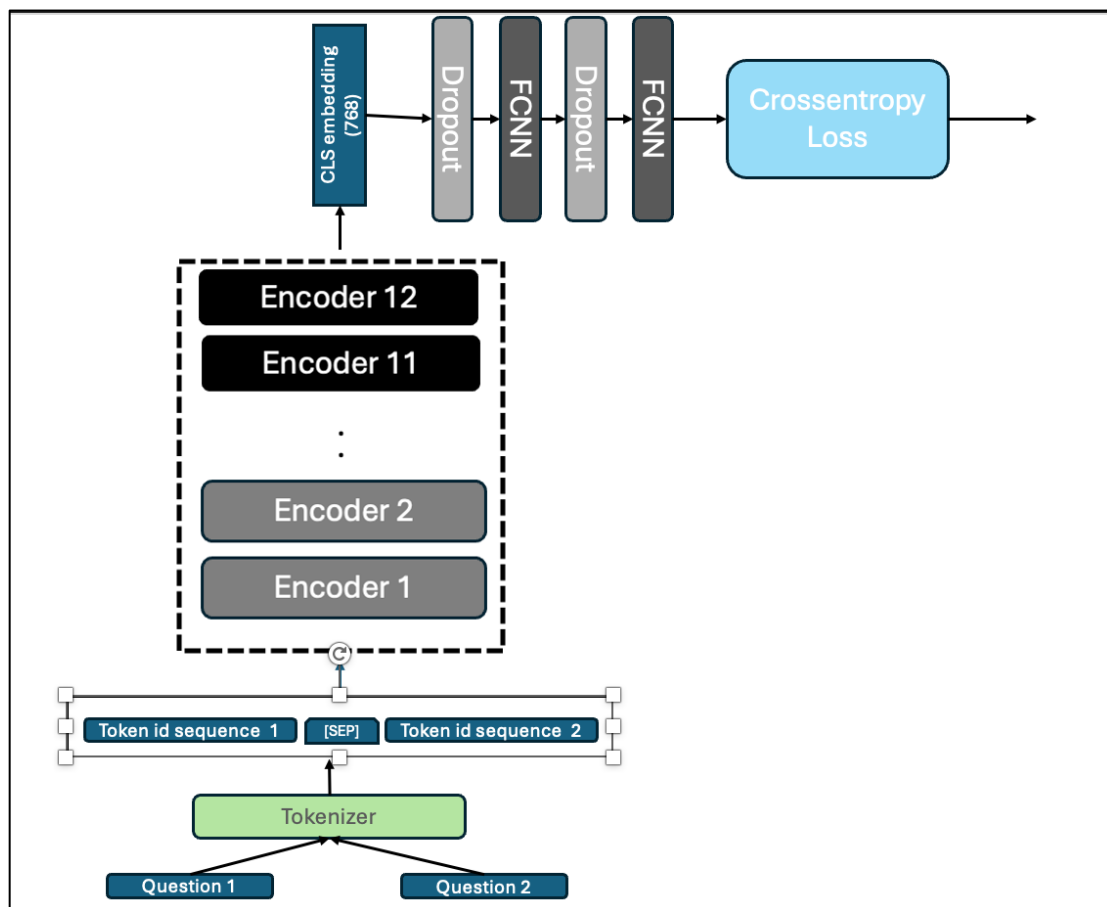 CLS embedding
(768)
Dropout
FCNN
Dropout
FCNN
Crossentropy
Loss
Encoder 12
Encoder 11
:
Encoder 2
Encoder 1
Token id sequence 1
[SEP]
Token id sequence 2
Tokenizer
Question 1
Question 2